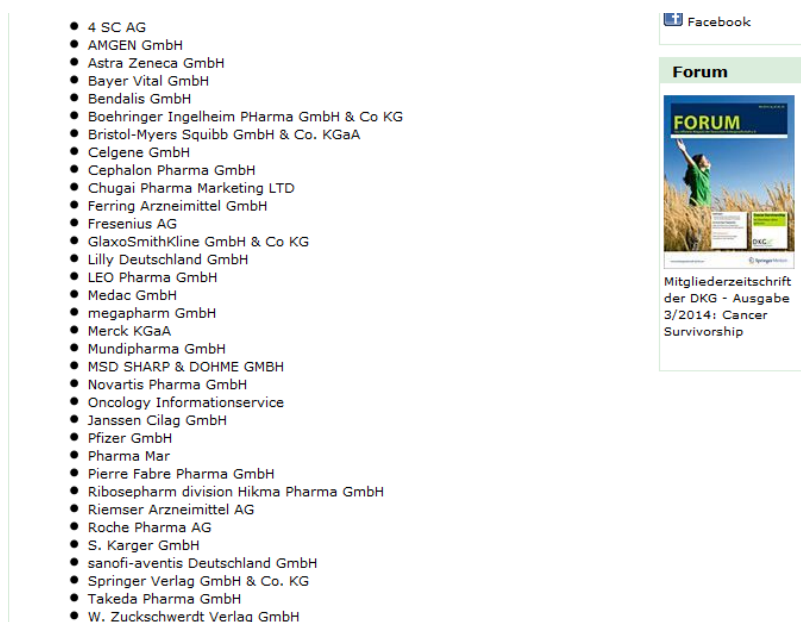 4 SC AG
AMGEN GmbH
Astra Zeneca GmbH
Bayer Vital GmbH
Bendalis GmbH
Boehringer Ingelheim PHarma GmbH & Co KG
Bristol-Myers Squibb GmbH & Co. KGaA
Celgene GmbH
Cephalon Pharma GmbH
Chugai Pharma Marketing LTD
Ferring Arzneimittel GmbH
Fresenius AG
GlaxoSmithKline GmbH & Co KG
Lilly Deutschland GmbH
LEO Pharma GmbH
Medac GmbH
megapharm GmbH
Merck KGaA
Mundipharma GmbH
MSD SHARP & DOHME GMBH
Novartis Pharma GmbH
Oncology Informationservice
Janssen Cilag GmbH
Pfizer GmbH
Pharma Mar
Pierre Fabre Pharma GmbH
Ribosepharm division Hikma Pharma GmbH
Riemser Arzneimittel AG
Roche Pharma AG
S. Karger GmbH
sanofi-aventis Deutschland GmbH
Springer Verlag GmbH & Co. KG
Takeda Pharma GmbH
W. Zuckschwerdt Verlag GmbH
Facebook
Forum
FORUM
DKG
Springer Medizin
Mitgliederzeitschrift
der DKG - Ausgabe
3/2014: Cancer
Survivorship